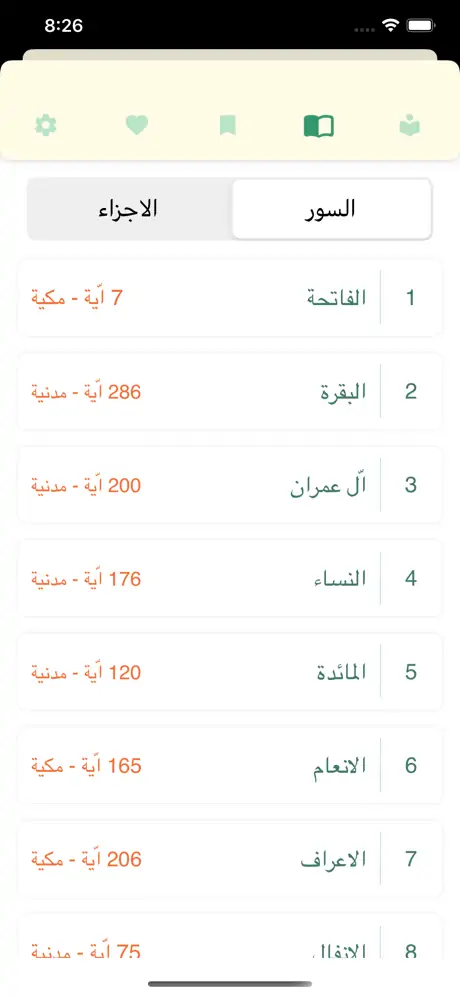 8:26
السور
الاجزاء
1 الفاتحة 7 آية - مكية
2 البقرة 286 آية - مدنية
3 آل عمران 200 آية - مدنية
4 النساء 176 آية - مدنية
5 المائدة 120 آية - مدنية
6 الانعام 165 آية - مكية
7 الاعراف 206 آية - مكية
8 الانفال 75 آية - مدنية